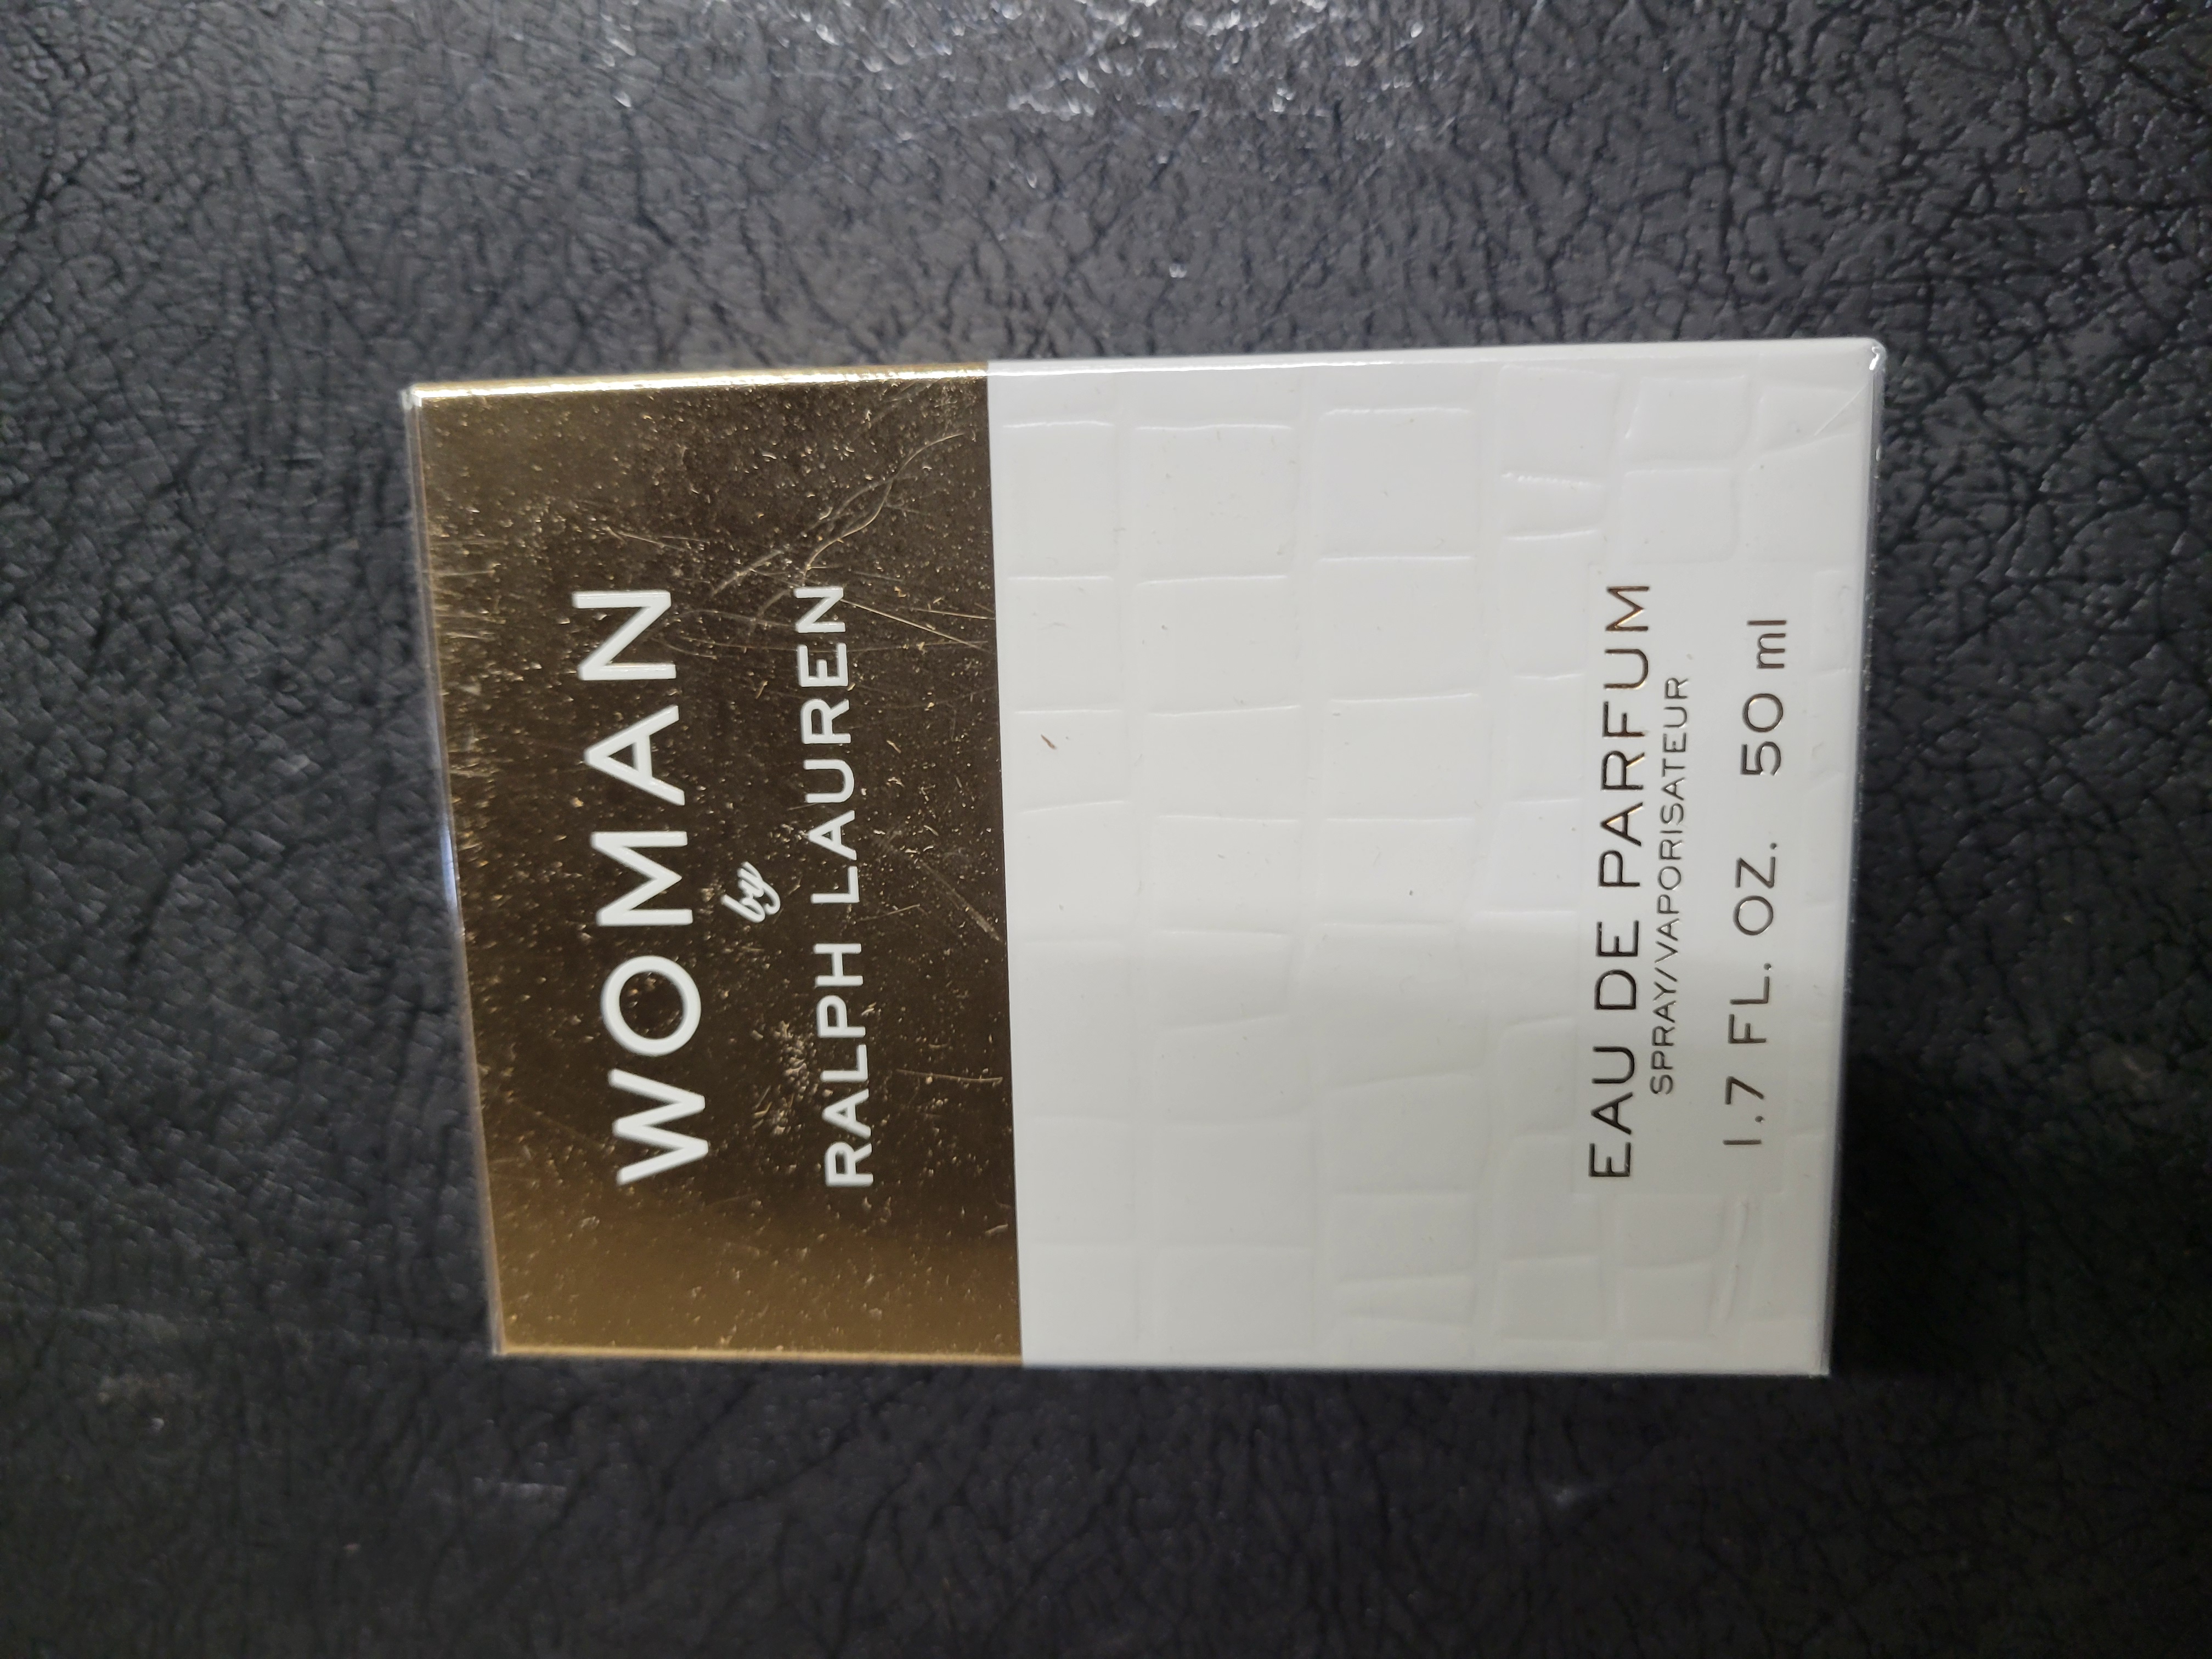 WOMAN
by
RALPH LAUREN
EAU DE PARFUM
SPRAY/VAPORISATEUR
1.7 FL. OZ. 50 ml